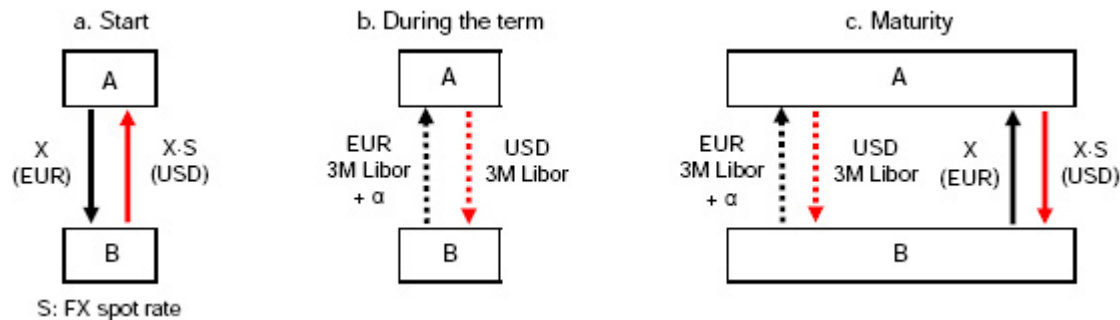 a. Start
A
X
(EUR)
X·S
(USD)
B
S: FX spot rate
b. During the term
A
EUR
3M Libor
+ α
USD
3M Libor
B
c. Maturity
A
EUR
3M Libor
+ α
USD
3M Libor
X
(EUR)
X·S
(USD)
B